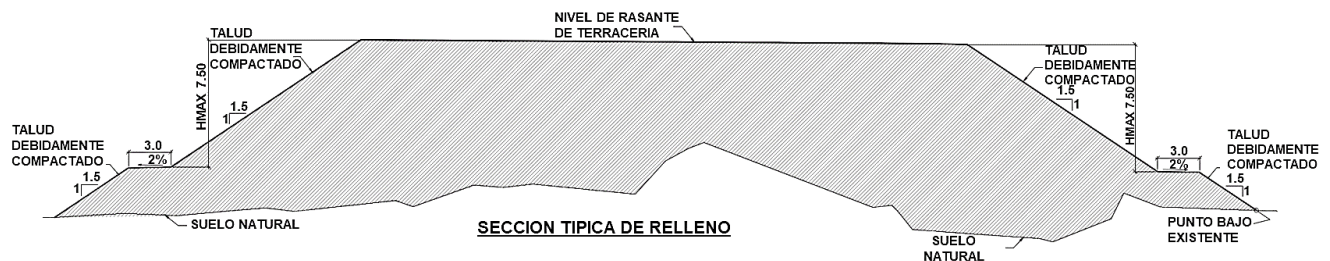 NIVEL DE RASANTE
DE TERRACERIA
TALUD
DEBIDAMENTE
COMPACTADO
HMAX 7.50
1.5
1
TALUD
DEBIDAMENTE
COMPACTADO
3.0
2%
1.5
1
SUELO NATURAL
SECCION TIPICA DE RELLENO
TALUD
DEBIDAMENTE
COMPACTADO
1.5
1
HMAX 7.50
3.0
2%
TALUD
DEBIDAMENTE
COMPACTADO
1.5
1
SUELO
NATURAL
PUNTO BAJO
EXISTENTE